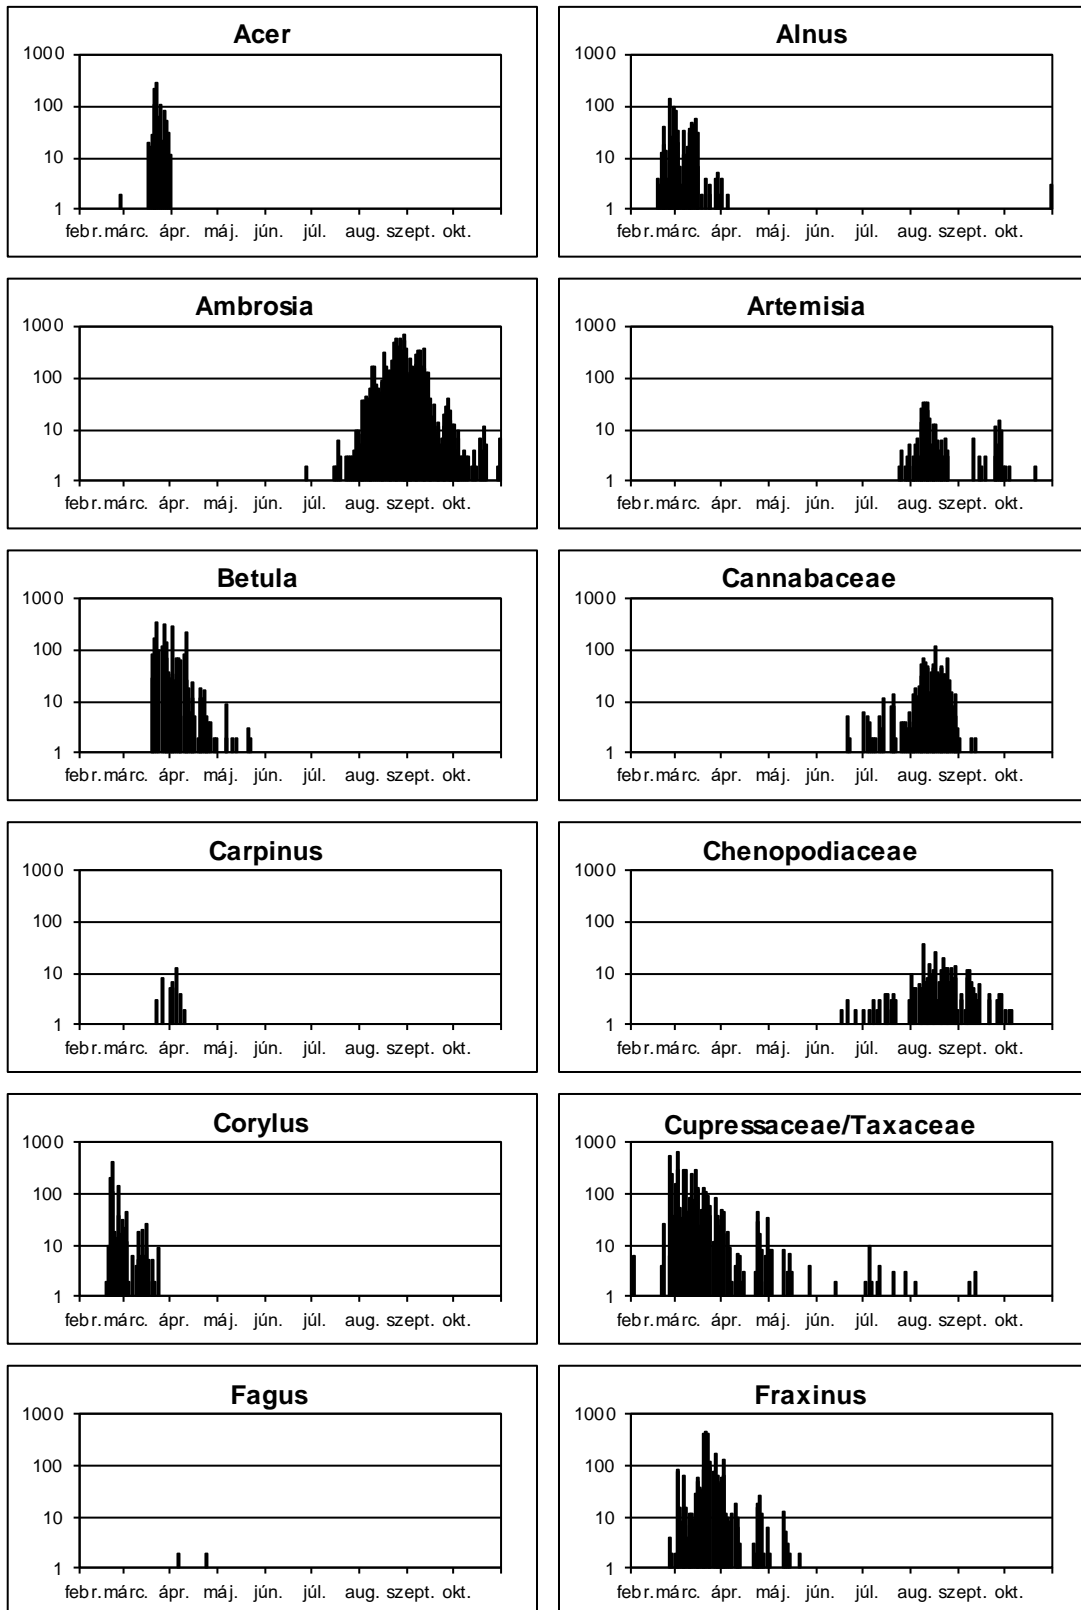 Acer
1000
100
10
1
febr. márc. ápr. máj. jún. júl. aug. szept. okt.
Alnus
1000
100
10
1
febr. márc. ápr. máj. jún. júl. aug. szept. okt.
Ambrosia
1000
100
10
1
febr. márc. ápr. máj. jún. júl. aug. szept. okt.
Artemisia
1000
100
10
1
febr. márc. ápr. máj. jún. júl. aug. szept. okt.
Betula
1000
100
10
1
febr. márc. ápr. máj. jún. júl. aug. szept. okt.
Cannabaceae
1000
100
10
1
febr. márc. ápr. máj. jún. júl. aug. szept. okt.
Carpinus
1000
100
10
1
febr. márc. ápr. máj. jún. júl. aug. szept. okt.
Chenopodiaceae
1000
100
10
1
febr. márc. ápr. máj. jún. júl. aug. szept. okt.
Corylus
1000
100
10
1
febr. márc. ápr. máj. jún. júl. aug. szept. okt.
Cupressaceae/Taxaceae
1000
100
10
1
febr. márc. ápr. máj. jún. júl. aug. szept. okt.
Fagus
1000
100
10
1
febr. márc. ápr. máj. jún. júl. aug. szept. okt.
Fraxinus
1000
100
10
1
febr. márc. ápr. máj. jún. júl. aug. szept. okt.